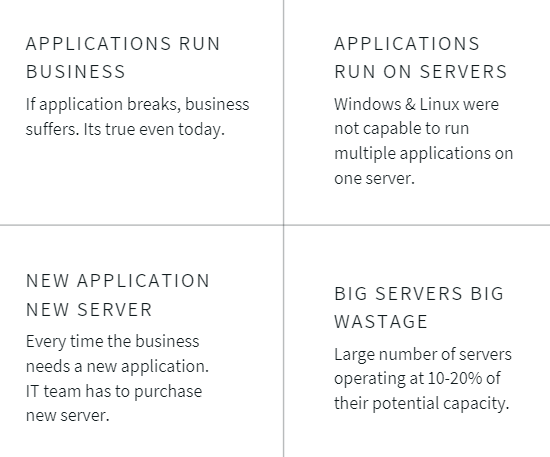 APPLICATIONS RUN
BUSINESS
If application breaks, business
suffers. Its true even today.
APPLICATIONS
RUN ON SERVERS
Windows & Linux were
not capable to run
multiple applications on
one server.
NEW APPLICATION
NEW SERVER
Every time the business
needs a new application.
IT team has to purchase
new server.
BIG SERVERS BIG
WASTAGE
Large number of servers
operating at 10-20% of
their potential capacity.